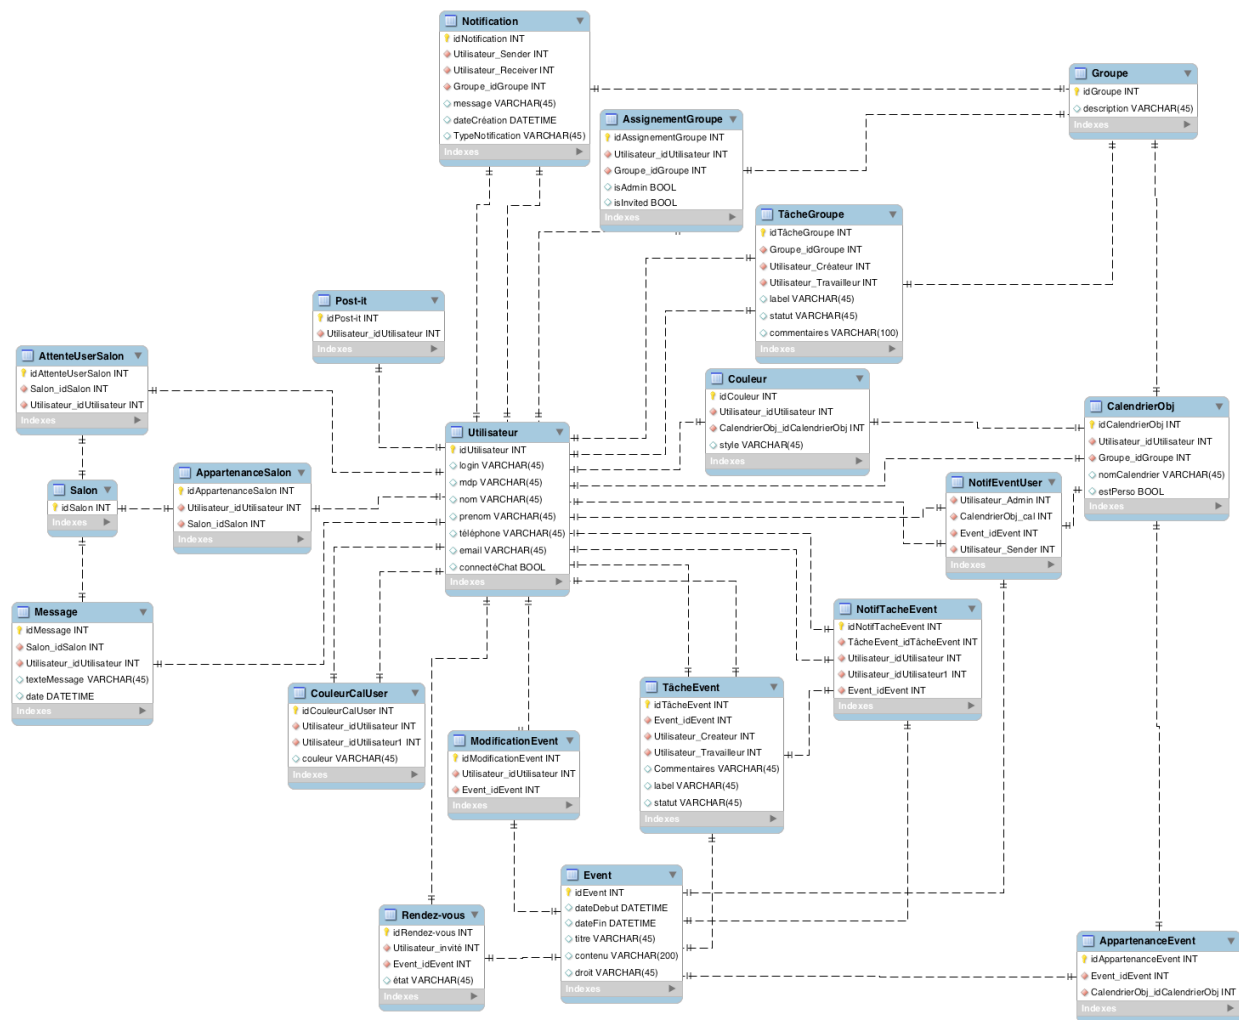 Notification
idNotification INT
Utilisateur_Sender INT
Utilisateur_Receiver INT
Groupe_idGroupe INT
message VARCHAR(45)
dateCréation DATETIME
TypeNotification VARCHAR(45)
Indexes
Groupe
idGroupe INT
description VARCHAR(45)
Indexes
AssignementGroupe
idAssignementGroupe INT
Utilisateur_idUtilisateur INT
Groupe_idGroupe INT
isAdmin BOOL
isInvited BOOL
Indexes
TâcheGroupe
idTâcheGroupe INT
Groupe_idGroupe INT
Utilisateur_Créateur INT
Utilisateur_Travailleur INT
label VARCHAR(45)
statut VARCHAR(45)
commentaires VARCHAR(100)
Indexes
Post-it
idPost-it INT
Utilisateur_idUtilisateur INT
Indexes
AttenteUserSalon
idAttenteUserSalon INT
Salon_idSalon INT
Utilisateur_idUtilisateur INT
Indexes
Couleur
idCouleur INT
Utilisateur_idUtilisateur INT
CalendrierObj_idCalendrierObj INT
style VARCHAR(45)
Indexes
CalendrierObj
idCalendrierObj INT
Utilisateur_idUtilisateur INT
Groupe_idGroupe INT
nomCalendrier VARCHAR(45)
estPerso BOOL
Indexes
Utilisateur
idUtilisateur INT
login VARCHAR(45)
mdp VARCHAR(45)
nom VARCHAR(45)
prenom VARCHAR(45)
téléphone VARCHAR(45)
email VARCHAR(45)
connectéChat BOOL
Indexes
AppartenanceSalon
idAppartenanceSalon INT
Utilisateur_idUtilisateur INT
Salon_idSalon INT
Indexes
Salon
idSalon INT
Indexes
NotifEventUser
Utilisateur_Admin INT
CalendrierObj_cal INT
Event_idEvent INT
Utilisateur_Sender INT
Indexes
Message
idMessage INT
Salon_idSalon INT
Utilisateur_idUtilisateur INT
texteMessage VARCHAR(45)
date DATETIME
Indexes
NotifTacheEvent
idNotifTacheEvent INT
TâcheEvent_idTâcheEvent INT
Utilisateur_idUtilisateur INT
Utilisateur_idUtilisateur1 INT
Event_idEvent INT
Indexes
CouleurCalUser
idCouleurCalUser INT
Utilisateur_idUtilisateur INT
Utilisateur_idUtilisateur1 INT
couleur VARCHAR(45)
Indexes
TâcheEvent
idTâcheEvent INT
Event_idEvent INT
Utilisateur_Createur INT
Utilisateur_Travailleur INT
Commentaires VARCHAR(45)
label VARCHAR(45)
statut VARCHAR(45)
Indexes
ModificationEvent
idModificationEvent INT
Utilisateur_idUtilisateur INT
Event_idEvent INT
Indexes
Event
idEvent INT
dateDebut DATETIME
dateFin DATETIME
titre VARCHAR(45)
contenu VARCHAR(200)
droit VARCHAR(45)
Indexes
Rendez-vous
idRendez-vous INT
Utilisateur_invité INT
Event_idEvent INT
état VARCHAR(45)
Indexes
AppartenanceEvent
idAppartenanceEvent INT
Event_idEvent INT
CalendrierObj_idCalendrierObj INT
Indexes